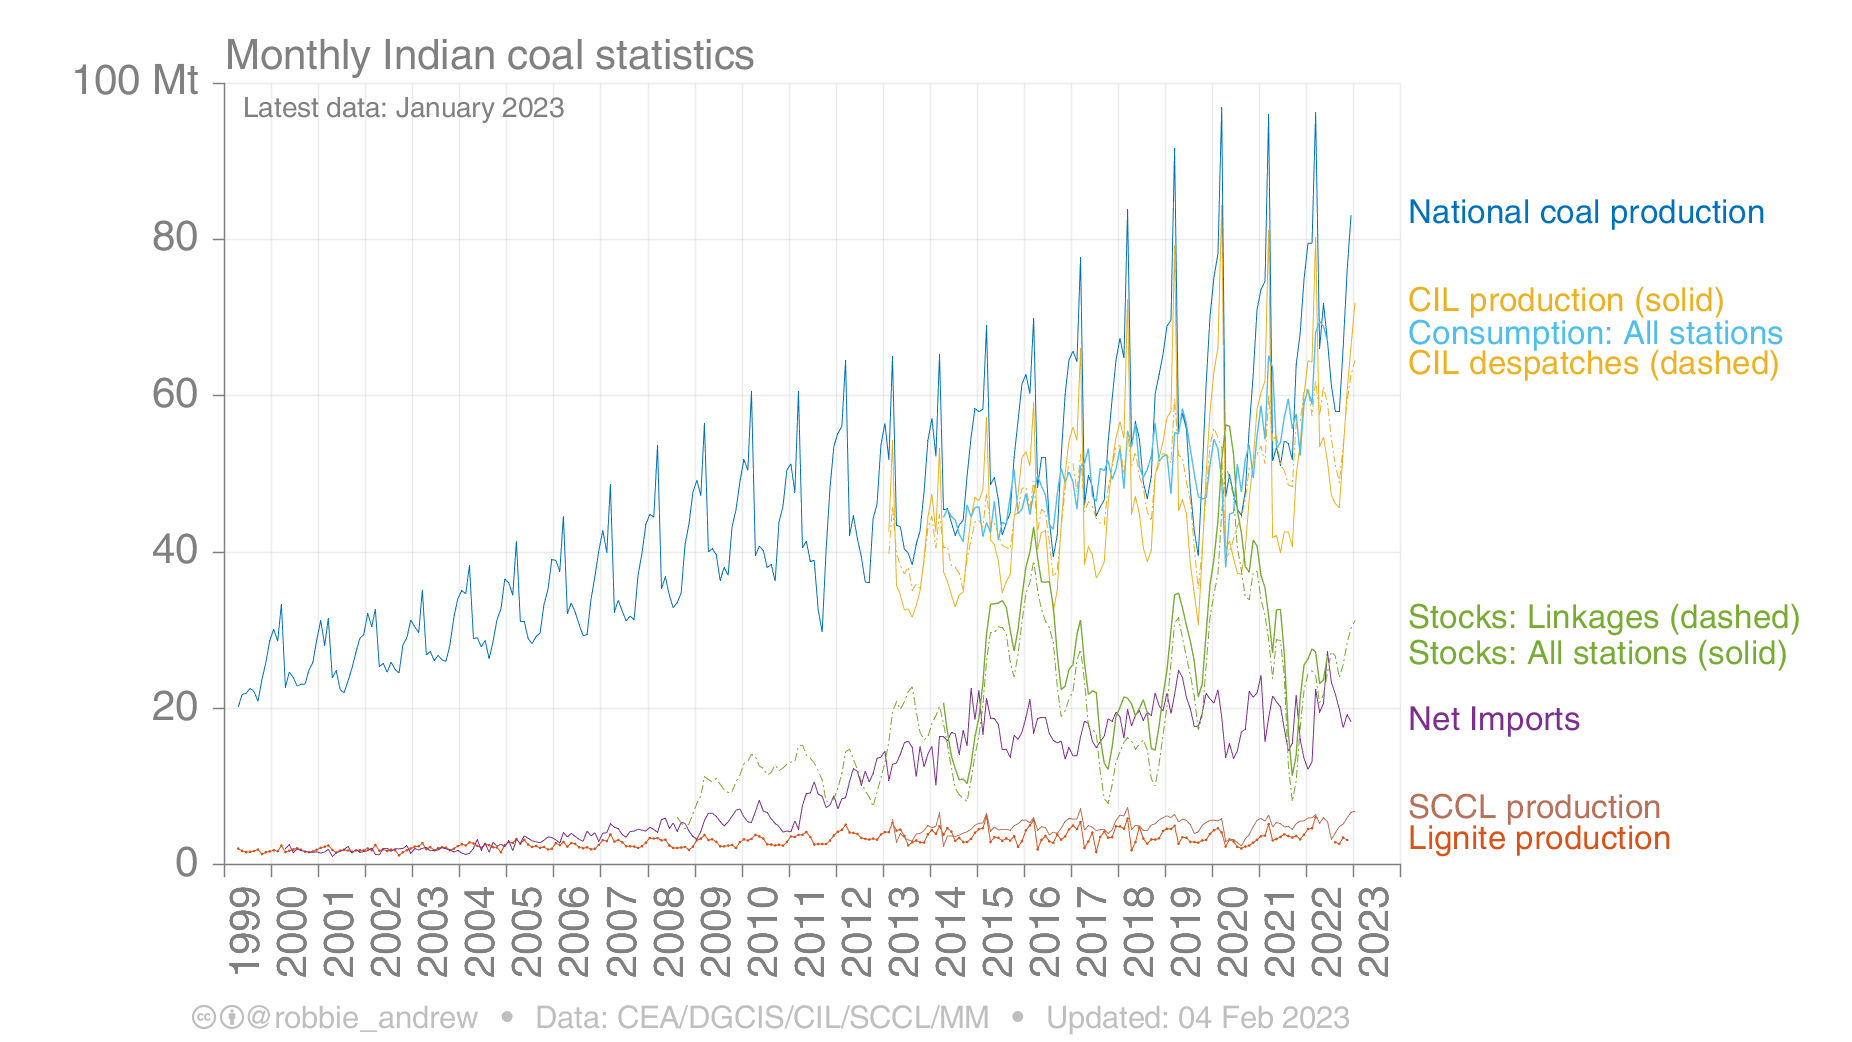 Monthly Indian coal statistics
100 Mt
Latest data: January 2023
80
60
40
20
0
National coal production
CIL production (solid)
Consumption: All stations
CIL despatches (dashed)
Stocks: Linkages (dashed)
Stocks: All stations (solid)
Net Imports
SCCL production
Lignite production
1999
2000
2001
2002
2003
2004
2005
2006
2007
2008
2009
2010
2011
2012
2013
2014
2015
2016
2017
2018
2019
2020
2021
2022
2023
@robbie_andrew • Data: CEA/DGCIS/CIL/SCCL/MM • Updated: 04 Feb 2023